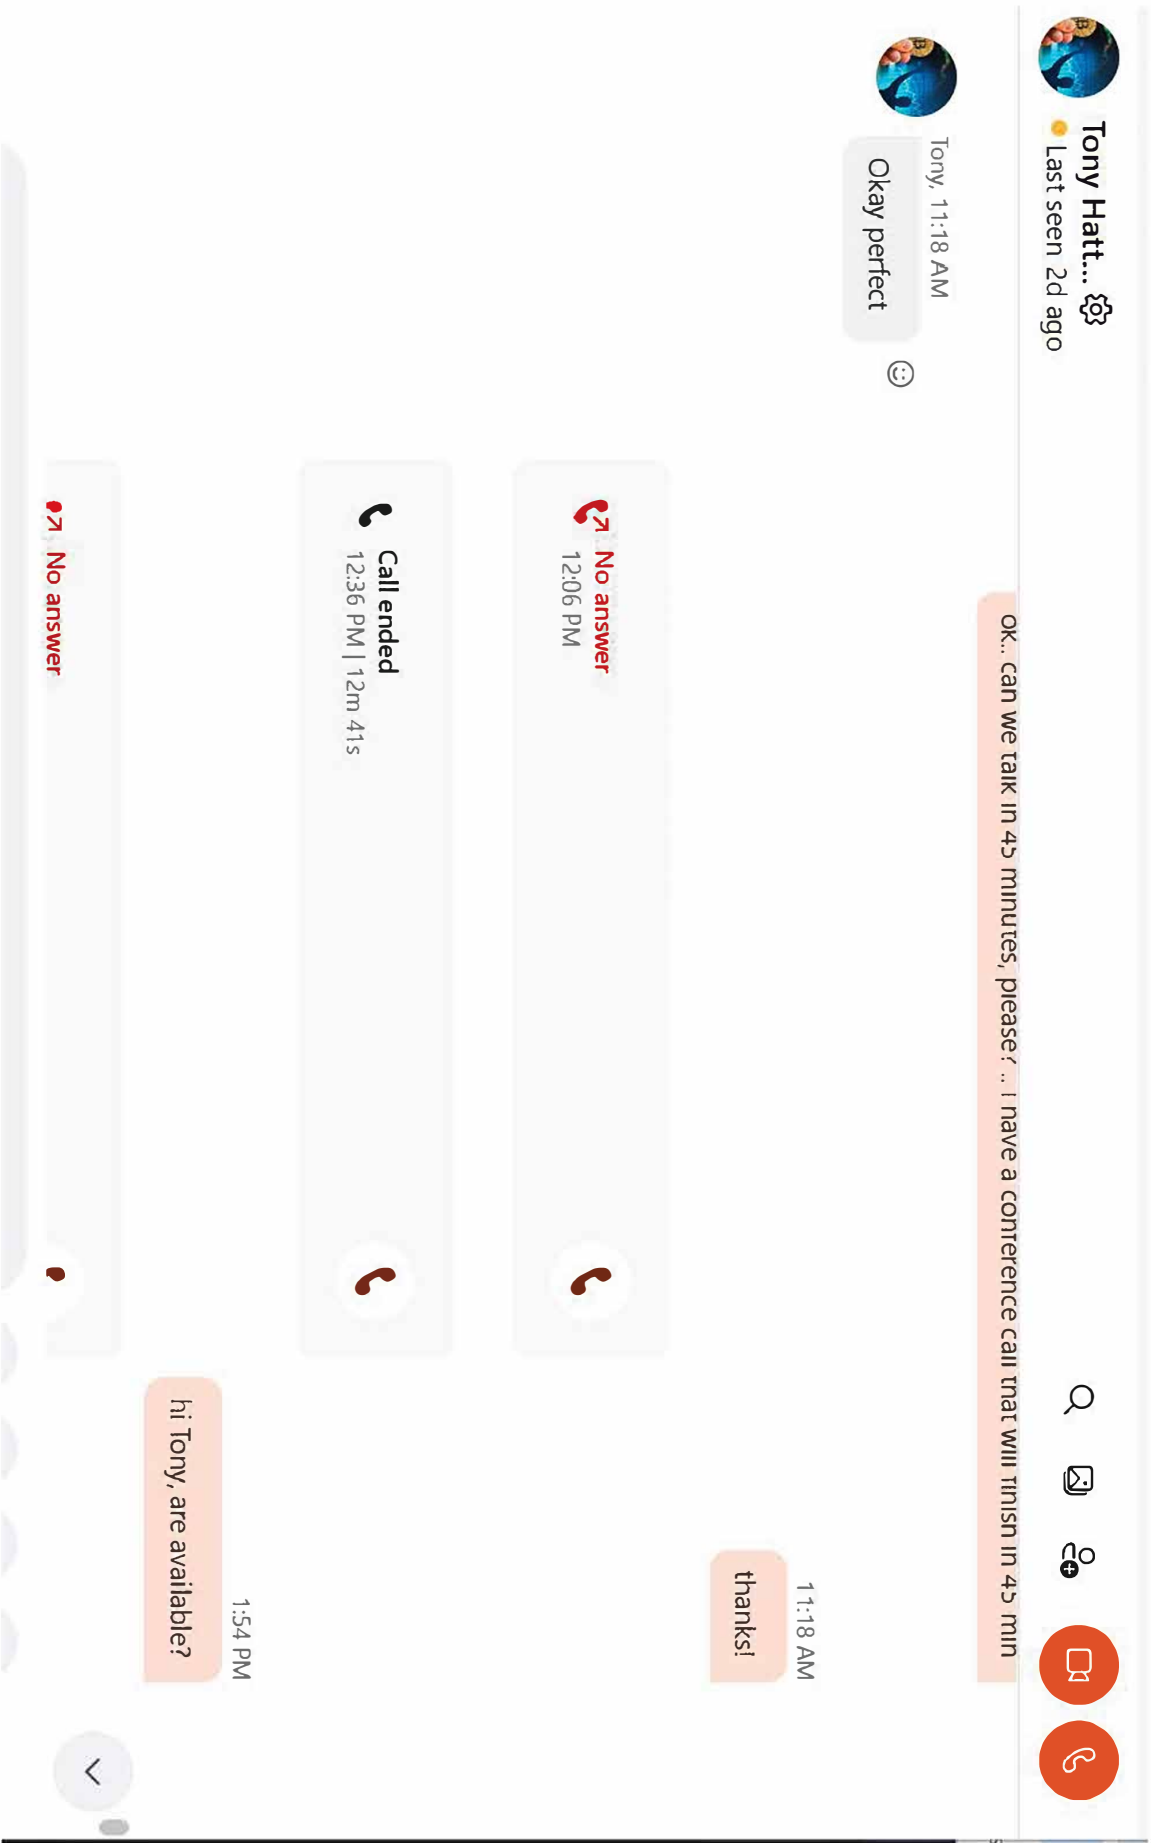 Tony Hatt...
Last seen 2d ago
OK.. can we talk in 45 minutes, please? .. I have a conference call that will finish in 45 min
Tony, 11:18 AM
Okay perfect
11:18 AM
thanks!
No answer
12:06 PM
Call ended
12:36 PM | 12m 41s
1:54 PM
hi Tony, are available?
No answer